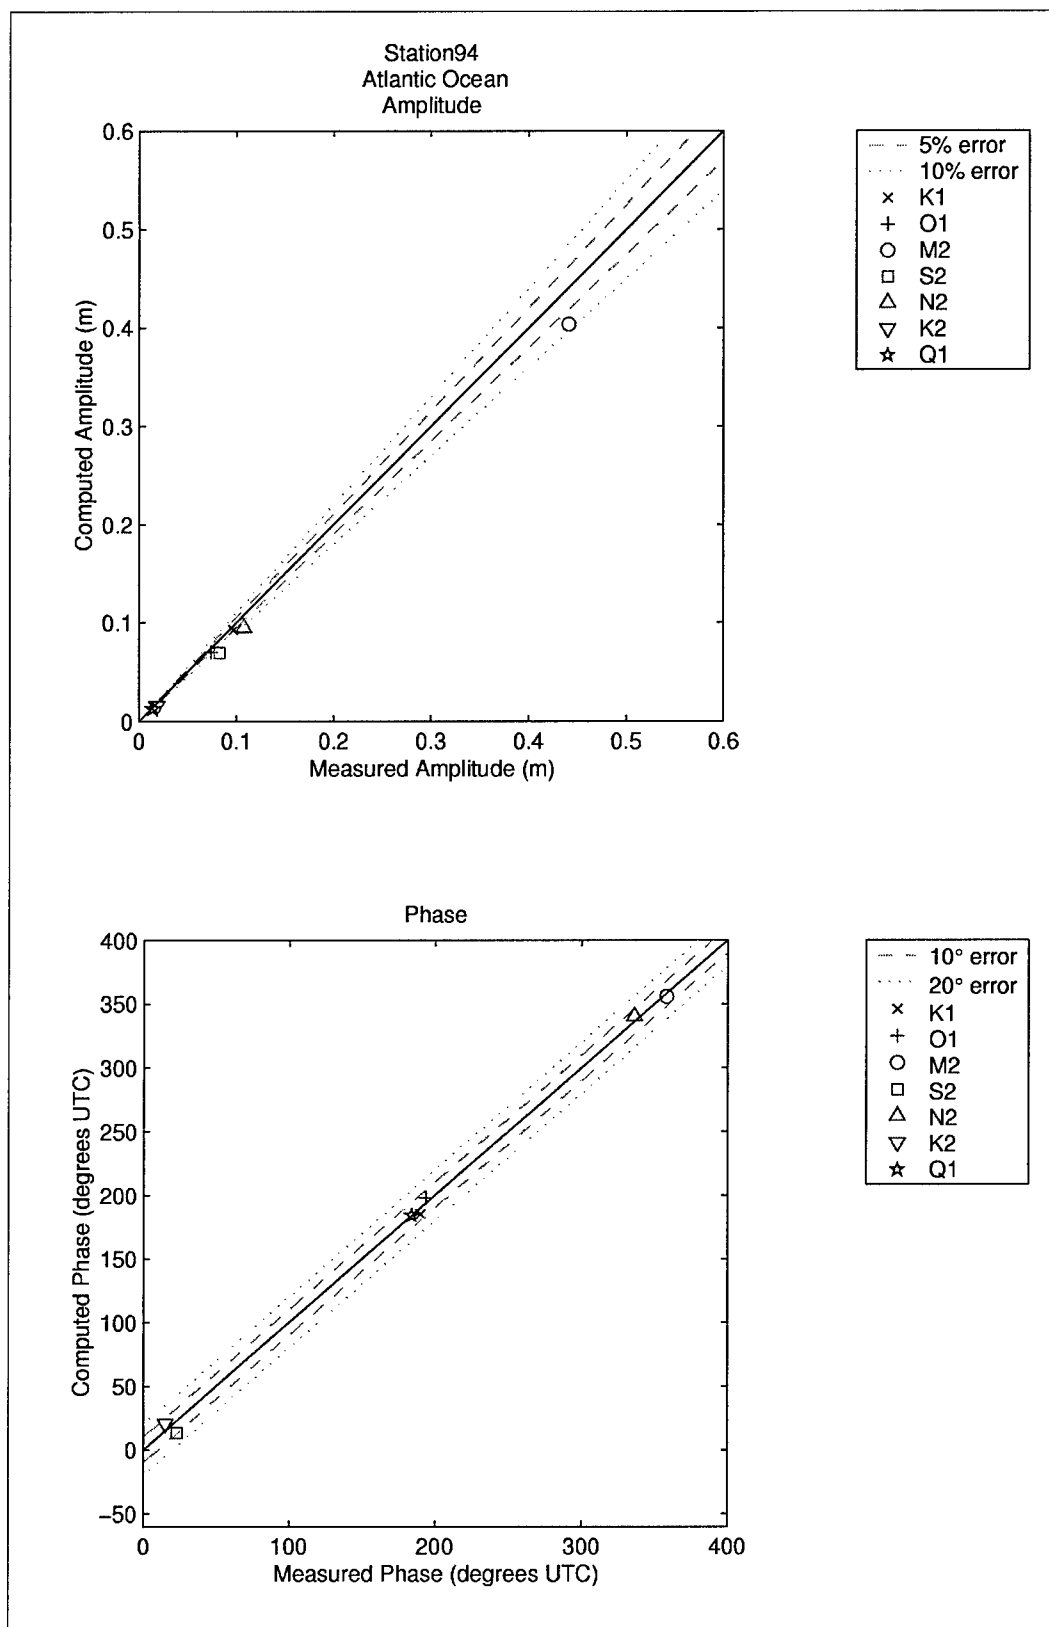 Station94
Atlantic Ocean
Amplitude
0.6
0.5
0.4
0.3
0.2
0.1
0
Computed Amplitude (m)
0 0.1 0.2 0.3 0.4 0.5 0.6
Measured Amplitude (m)
5% error
10% error
K1
O1
M2
S2
N2
K2
Q1
Phase
400
350
300
250
200
150
100
50
0
−50
Computed Phase (degrees UTC)
0 100 200 300 400
Measured Phase (degrees UTC)
10° error
20° error
K1
O1
M2
S2
N2
K2
Q1